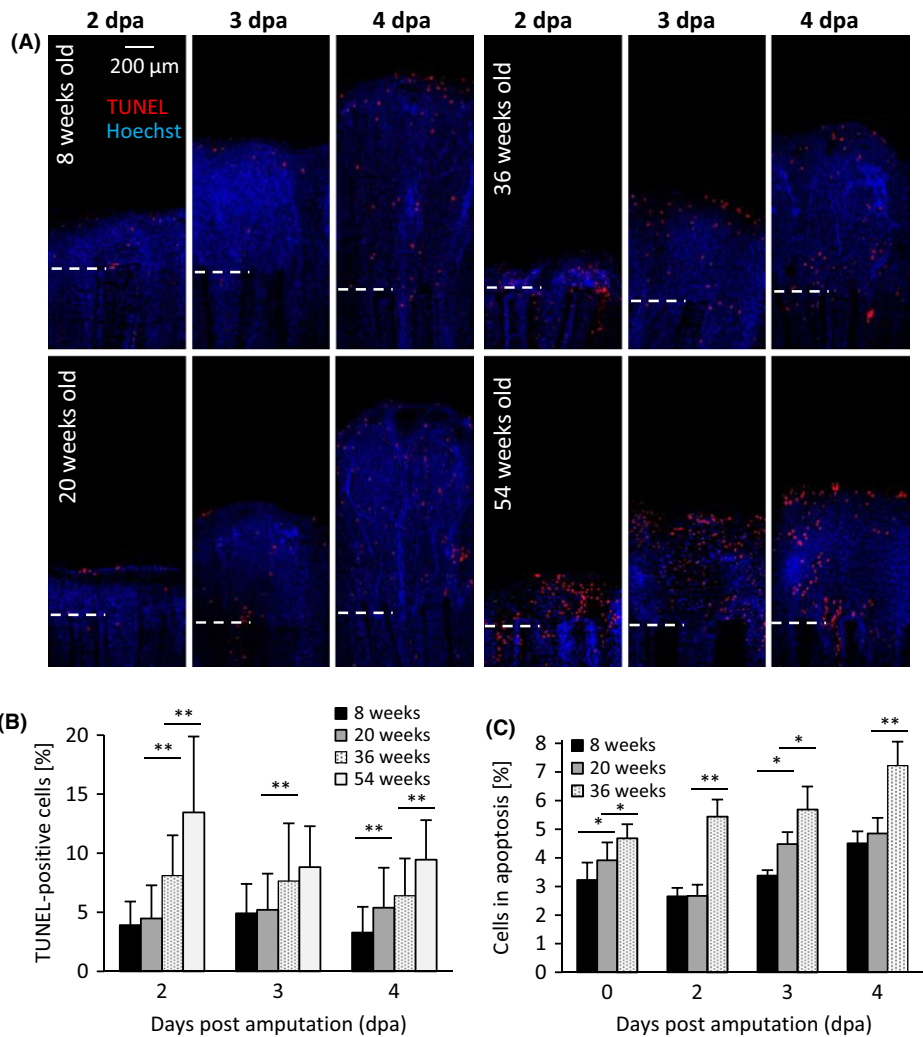 2 dpa 3 dpa 4 dpa 2 dpa 3 dpa 4 dpa
(A)
8 weeks old
200 µm
TUNEL
Hoechst
36 weeks old
20 weeks old
54 weeks old
(B)
TUNEL-positive cells [%]
20
15
10
5
0
** ** ** ** **
8 weeks
20 weeks
36 weeks
54 weeks
2 3 4
Days post amputation (dpa)
(C)
Cells in apoptosis [%]
8
7
6
5
4
3
2
1
0
8 weeks
20 weeks
36 weeks
* * ** * * **
0 2 3 4
Days post amputation (dpa)